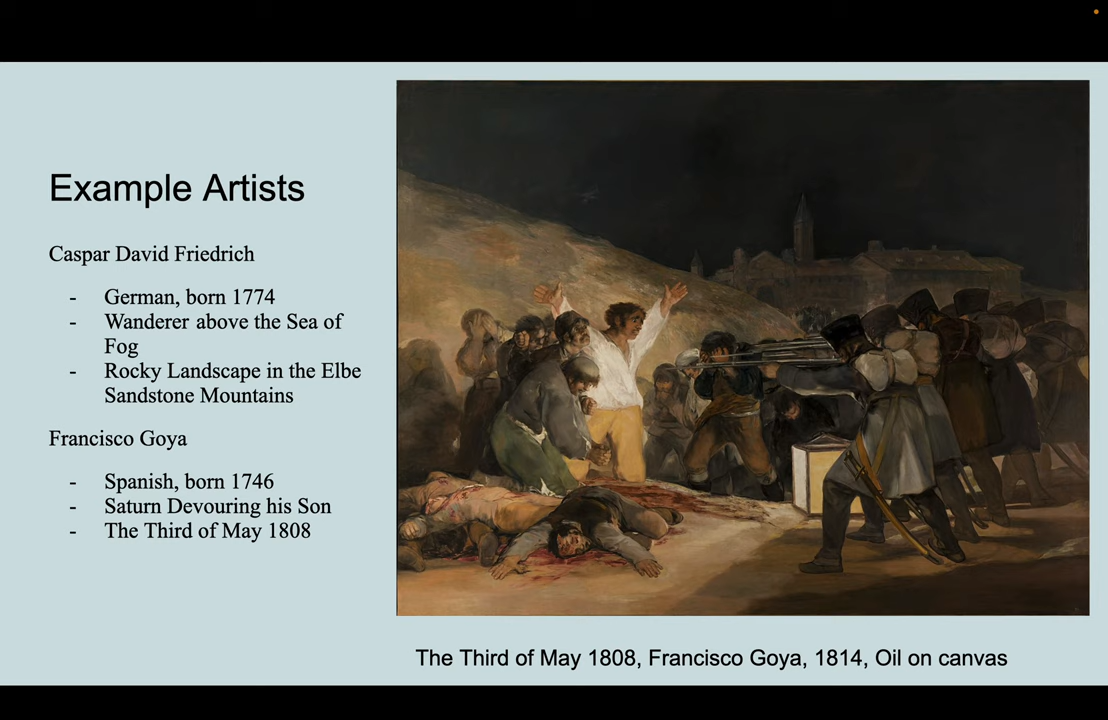 Example Artists
Caspar David Friedrich
- German, born 1774
- Wanderer above the Sea of
Fog
- Rocky Landscape in the Elbe
Sandstone Mountains
Francisco Goya
- Spanish, born 1746
- Saturn Devouring his Son
- The Third of May 1808
The Third of May 1808, Francisco Goya, 1814, Oil on canvas